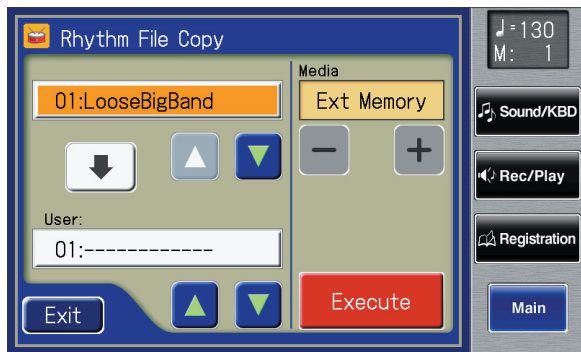 Rhythm File Copy
01:LooseBigBand
User:
01:------------
Exit
Media
Ext Memory
Execute
♩=130
M: 1
Sound/KBD
Rec/Play
Registration
Main